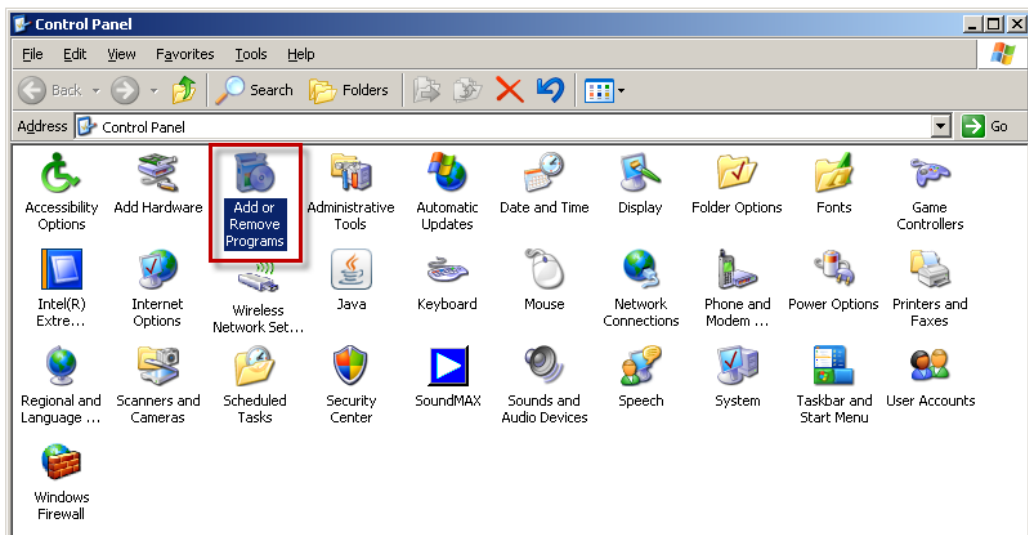 Control Panel
File Edit View Favorites Tools Help
Back Search Folders
Address Control Panel Go
Accessibility Options
Add Hardware
Add or Remove Programs
Administrative Tools
Automatic Updates
Date and Time
Display
Folder Options
Fonts
Game Controllers
Intel(R) Extre...
Internet Options
Wireless Network Set...
Java
Keyboard
Mouse
Network Connections
Phone and Modem ...
Power Options
Printers and Faxes
Regional and Language ...
Scanners and Cameras
Scheduled Tasks
Security Center
SoundMAX
Sounds and Audio Devices
Speech
System
Taskbar and Start Menu
User Accounts
Windows Firewall